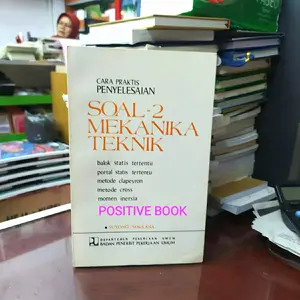 CARA PRAKTIS
PENYELESAIAN
SOAL-2
MEKANIKA
TEKNIK
balok statis tertentu
portal statis tertentu
metode clapeyron
metode cross
momen inersia
POSITIVE BOOK
DEPARTEMEN PEKERJAAN UMUM
BADAN PENERBIT PEKERJAAN UMUM